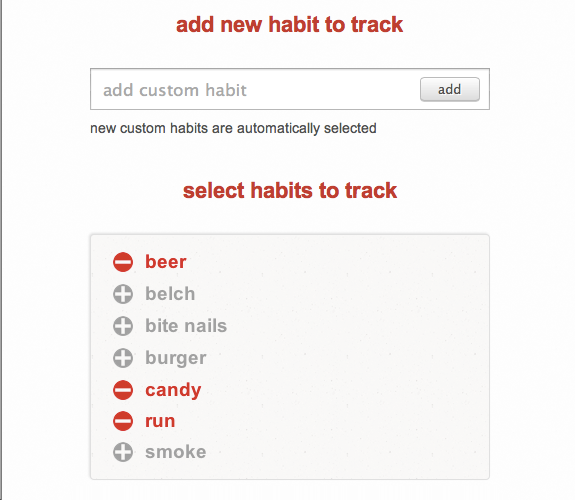 add new habit to track
add custom habit
add
new custom habits are automatically selected
select habits to track
beer
belch
bite nails
burger
candy
run
smoke